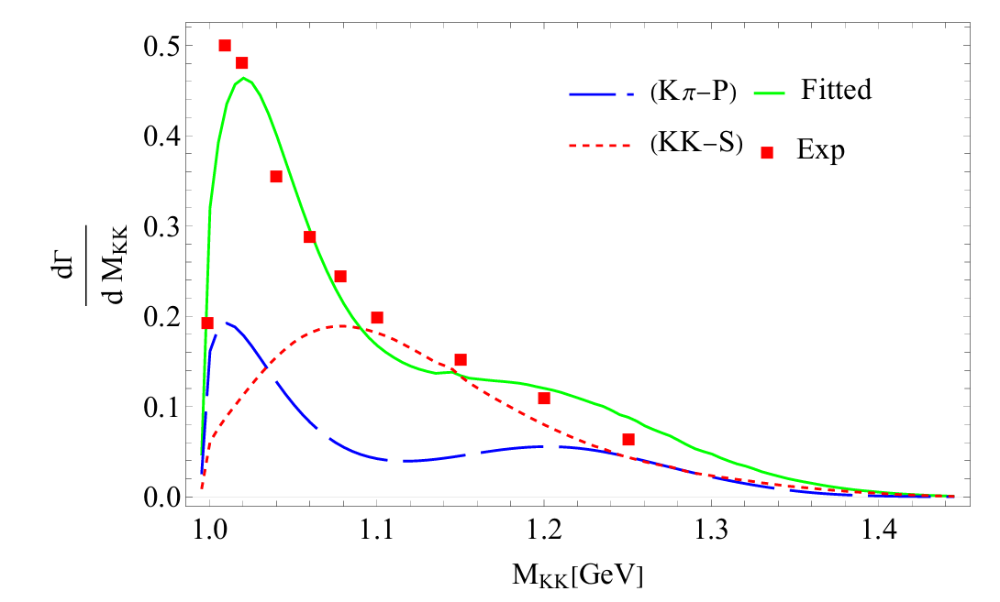 0.5
0.4
0.3
0.2
0.1
0.0
dΓ
d M_KK
(Kπ–P)
Fitted
(KK–S)
Exp
1.0 1.1 1.2 1.3 1.4
M_KK[GeV]